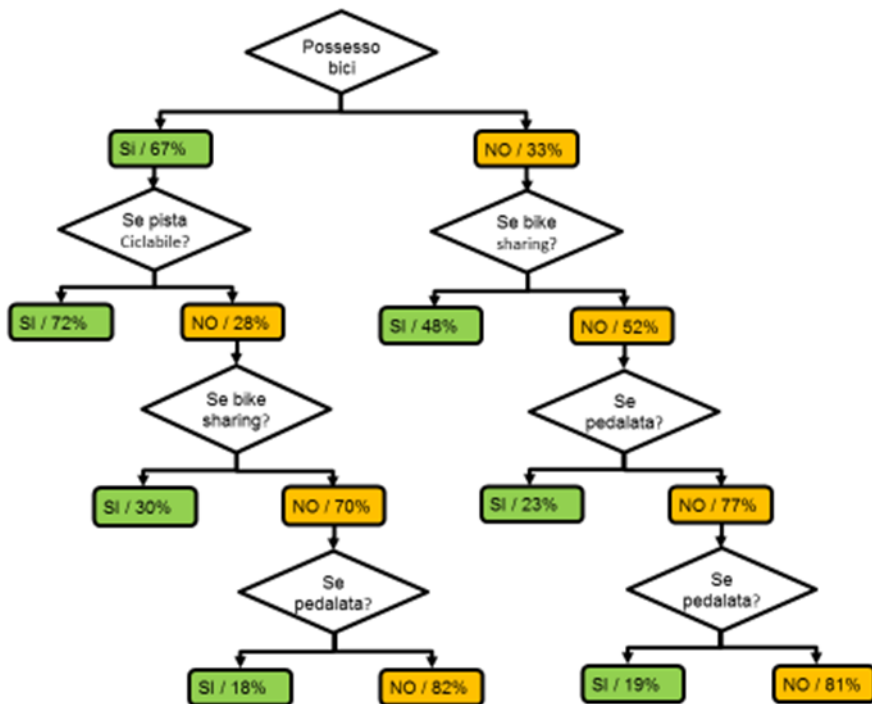 Possesso
bici
SI / 67%
NO / 33%
Se pista
Ciclabile?
Se bike
sharing?
SI / 72%
NO / 28%
SI / 48%
NO / 52%
Se bike
sharing?
Se
pedalata?
SI / 30%
NO / 70%
SI / 23%
NO / 77%
Se
pedalata?
Se
pedalata?
SI / 18%
NO / 82%
SI / 19%
NO / 81%